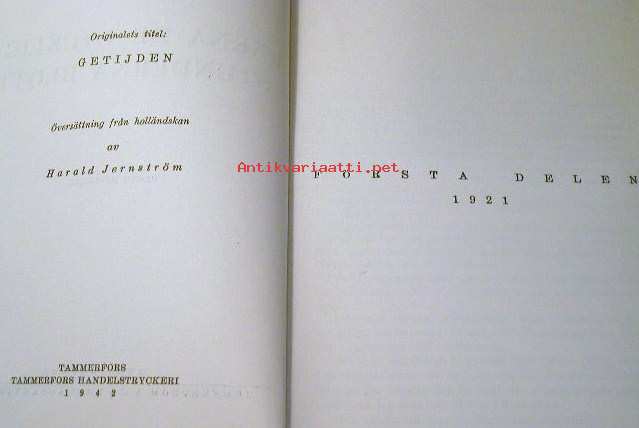 Originalets titel:
GETIJDEN
Översättning från holländskan
av
Harald Jernström
TAMMERFORS
TAMMERFORS HANDELSTRYCKERI
1942
Antikvariaatti.net
FÖRSTA DELEN
1921